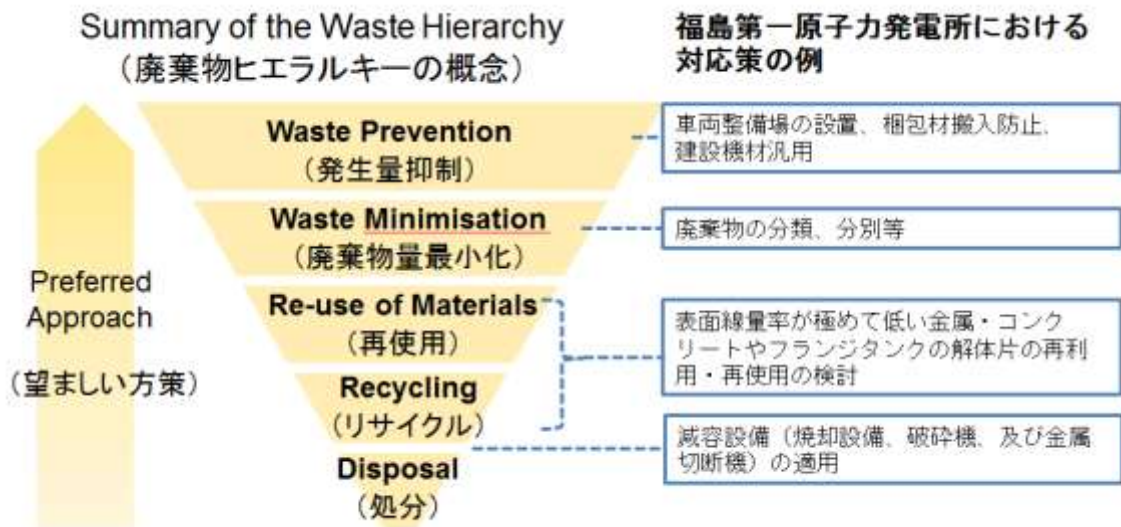 Summary of the Waste Hierarchy
（廃棄物ヒエラルキーの概念）
福島第一原子力発電所における
対応策の例
Preferred
Approach
（望ましい方策）
Waste Prevention
（発生量抑制）
車両整備場の設置、梱包材搬入防止、
建設機材汎用
Waste Minimisation
（廃棄物量最小化）
廃棄物の分類、分別等
Re-use of Materials
（再使用）
Recycling
（リサイクル）
表面線量率が極めて低い金属・コンク
リートやフランジタンクの解体片の再利
用・再使用の検討
Disposal
（処分）
減容設備（焼却設備、破砕機、及び金属
切断機）の適用